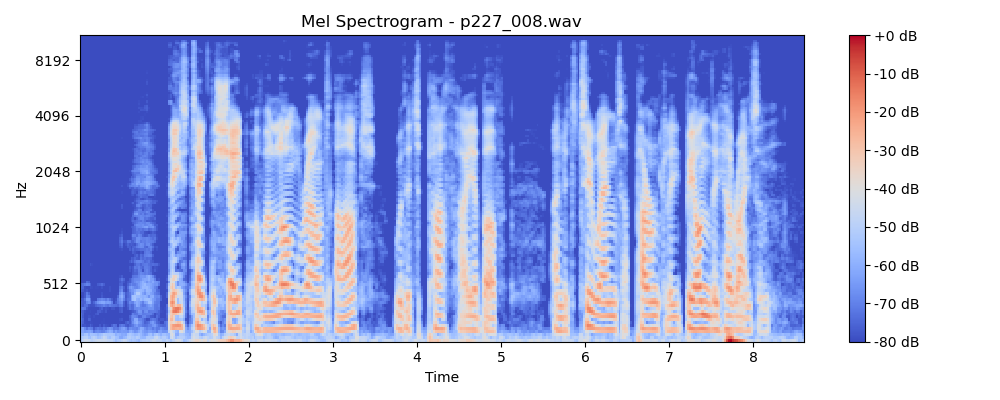 Mel Spectrogram - p227_008.wav
8192
4096
2048
1024
512
0
Hz
0 1 2 3 4 5 6 7 8
Time
+0 dB
-10 dB
-20 dB
-30 dB
-40 dB
-50 dB
-60 dB
-70 dB
-80 dB